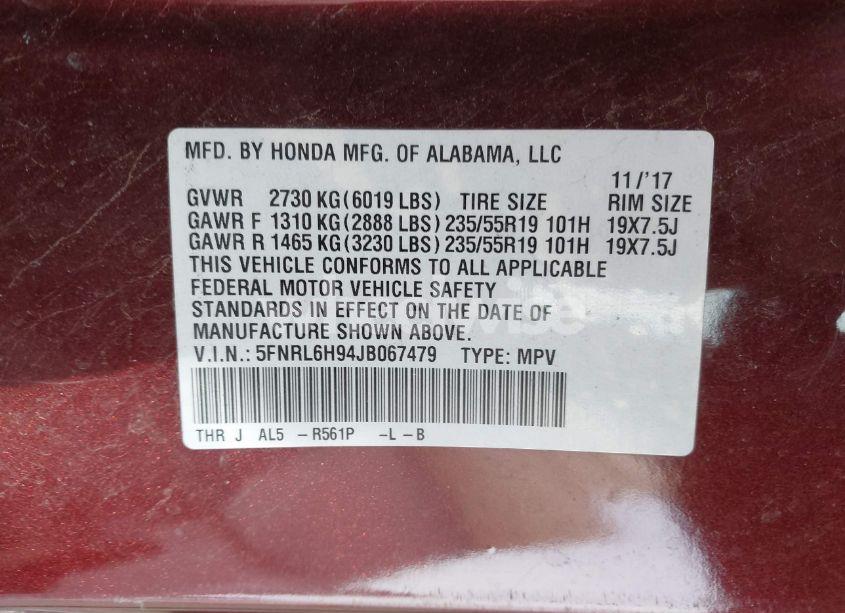 MFD. BY HONDA MFG. OF ALABAMA, LLC
11/'17
GVWR 2730 KG(6019 LBS) TIRE SIZE RIM SIZE
GAWR F 1310 KG(2888 LBS) 235/55R19 101H 19X7.5J
GAWR R 1465 KG(3230 LBS) 235/55R19 101H 19X7.5J
THIS VEHICLE CONFORMS TO ALL APPLICABLE
FEDERAL MOTOR VEHICLE SAFETY
STANDARDS IN EFFECT ON THE DATE OF
MANUFACTURE SHOWN ABOVE.
V.I.N.: 5FNRL6H94JB067479 TYPE: MPV
THR J AL5 -R561P -L-B